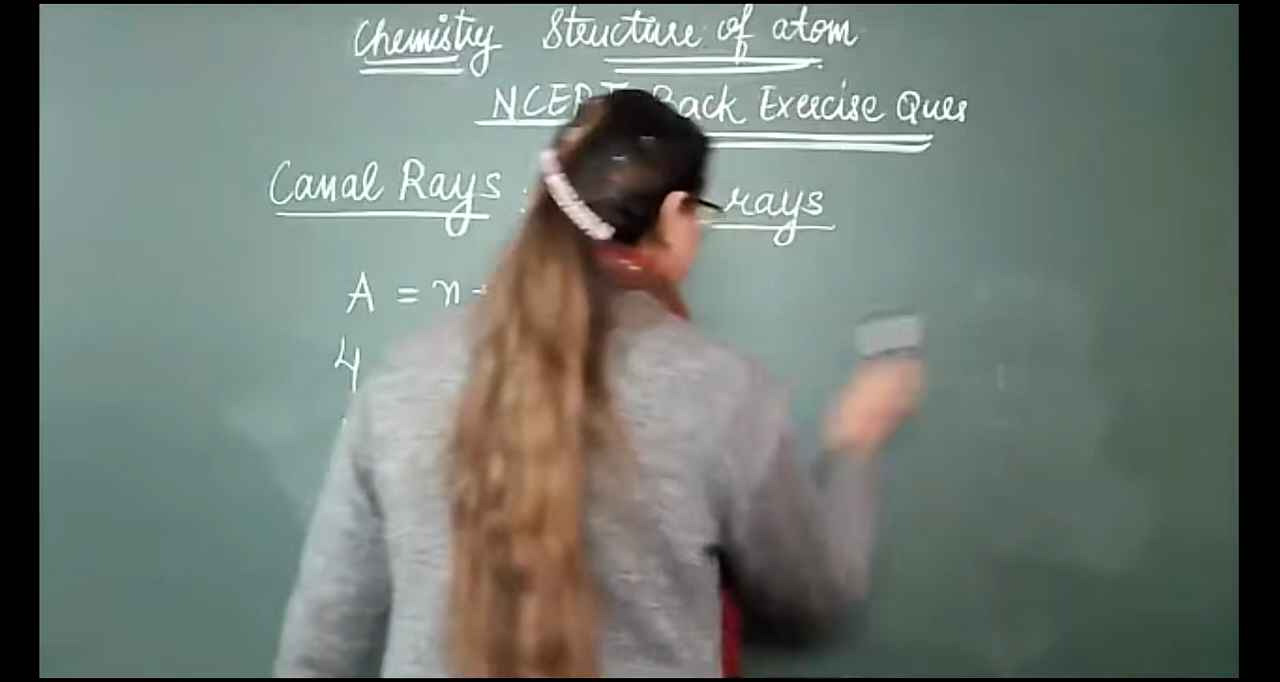 Chemistry Structure of atom
NCERT Back Exercise Ques
Canal Rays : rays
A = n
4